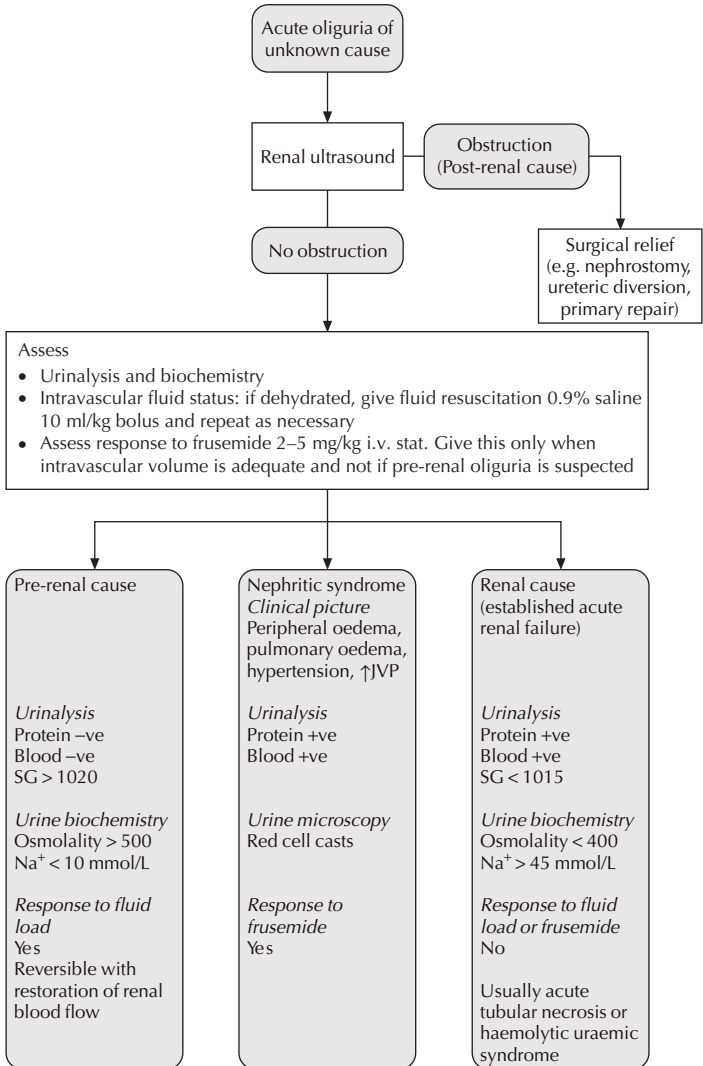 Acute oliguria of
unknown cause
Renal ultrasound
Obstruction
(Post-renal cause)
No obstruction
Surgical relief
(e.g. nephrostomy,
ureteric diversion,
primary repair)
Assess
• Urinalysis and biochemistry
• Intravascular fluid status: if dehydrated, give fluid resuscitation 0.9% saline
10 ml/kg bolus and repeat as necessary
• Assess response to frusemide 2–5 mg/kg i.v. stat. Give this only when
intravascular volume is adequate and not if pre-renal oliguria is suspected
Pre-renal cause
Urinalysis
Protein –ve
Blood –ve
SG > 1020
Urine biochemistry
Osmolality > 500
Na⁺ < 10 mmol/L
Response to fluid
load
Yes
Reversible with
restoration of renal
blood flow
Nephritic syndrome
Clinical picture
Peripheral oedema,
pulmonary oedema,
hypertension, ↑JVP
Urinalysis
Protein +ve
Blood +ve
Urine microscopy
Red cell casts
Response to
frusemide
Yes
Renal cause
(established acute
renal failure)
Urinalysis
Protein +ve
Blood +ve
SG < 1015
Urine biochemistry
Osmolality < 400
Na⁺ > 45 mmol/L
Response to fluid
load or frusemide
No
Usually acute
tubular necrosis or
haemolytic uraemic
syndrome